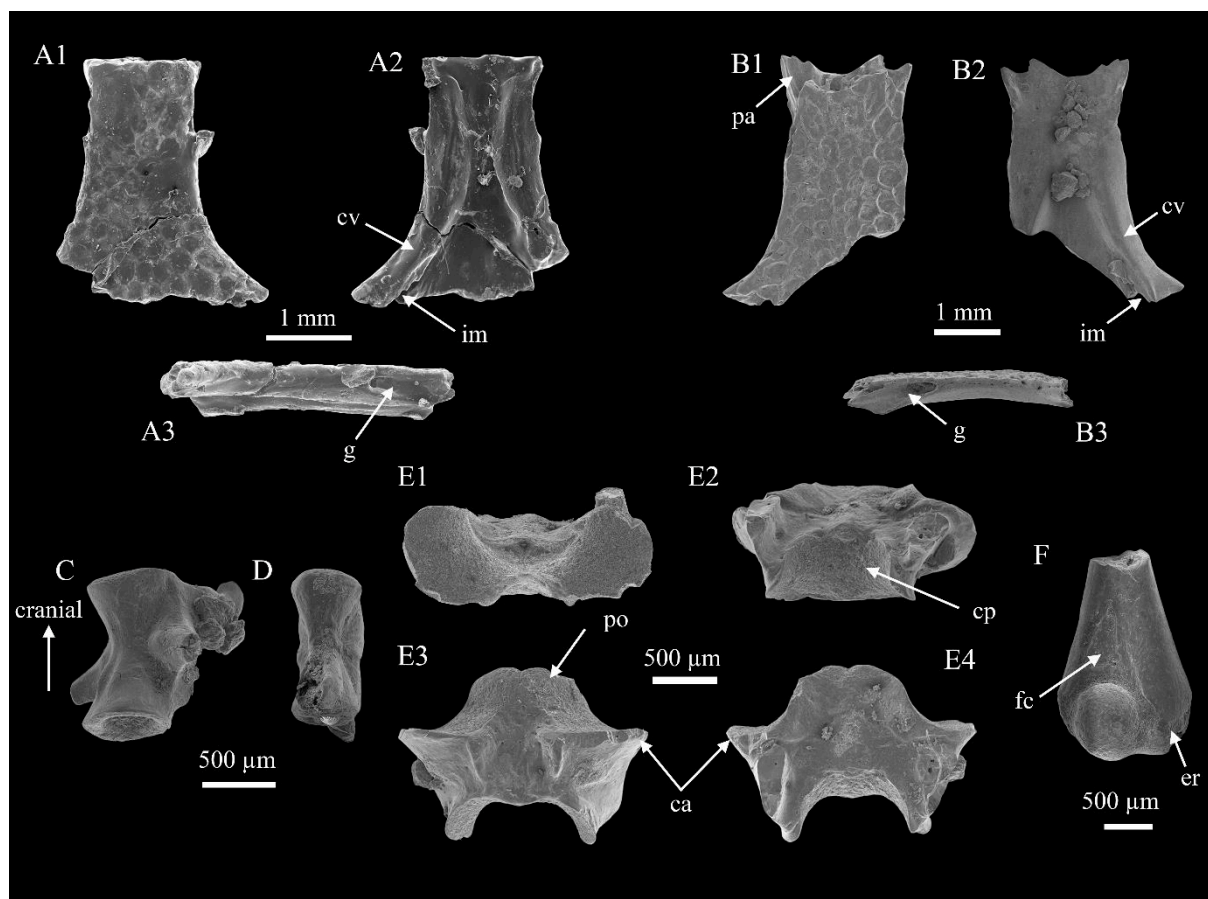 A1
A2
B1
B2
pa
cv
cv
1 mm
im
1 mm
im
A3
g
g
B3
E1
E2
C
D
F
cranial
po
cp
E3
500 µm
E4
fc
500 µm
ca
er
500 µm